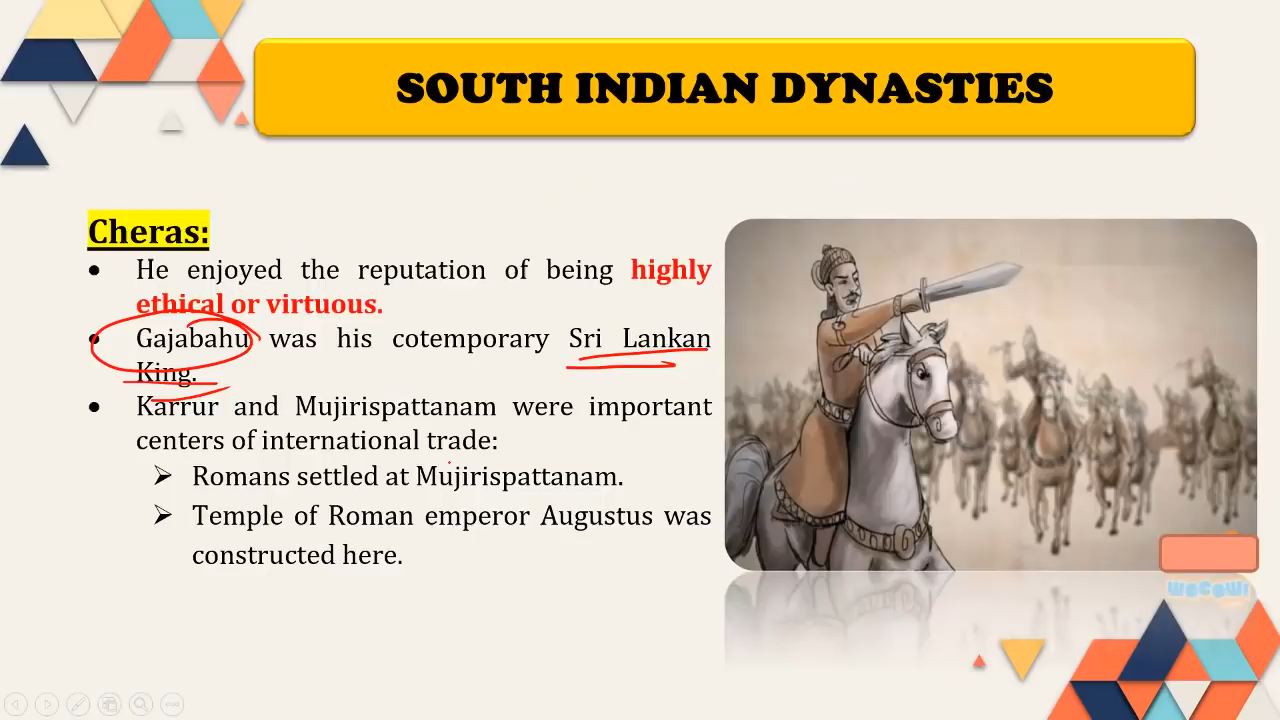 SOUTH INDIAN DYNASTIES
Cheras:
• He enjoyed the reputation of being highly
ethical or virtuous.
• Gajabahu was his cotemporary Sri Lankan
King.
• Karrur and Mujirispattanam were important
centers of international trade:
➢ Romans settled at Mujirispattanam.
➢ Temple of Roman emperor Augustus was
constructed here.